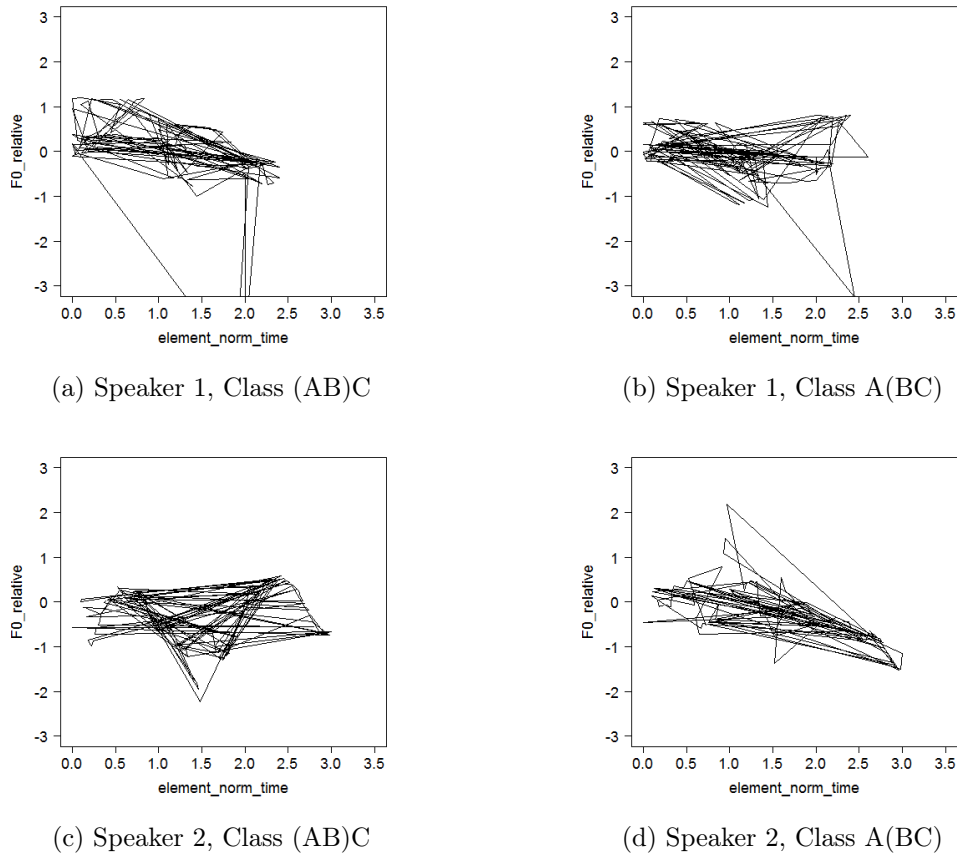 3
2
1
0
-1
-2
-3
F0_relative
0.0 0.5 1.0 1.5 2.0 2.5 3.0 3.5
element_norm_time
(a) Speaker 1, Class (AB)C
3
2
1
0
-1
-2
-3
F0_relative
0.0 0.5 1.0 1.5 2.0 2.5 3.0 3.5
element_norm_time
(b) Speaker 1, Class A(BC)
3
2
1
0
-1
-2
-3
F0_relative
0.0 0.5 1.0 1.5 2.0 2.5 3.0 3.5
element_norm_time
(c) Speaker 2, Class (AB)C
3
2
1
0
-1
-2
-3
F0_relative
0.0 0.5 1.0 1.5 2.0 2.5 3.0 3.5
element_norm_time
(d) Speaker 2, Class A(BC)